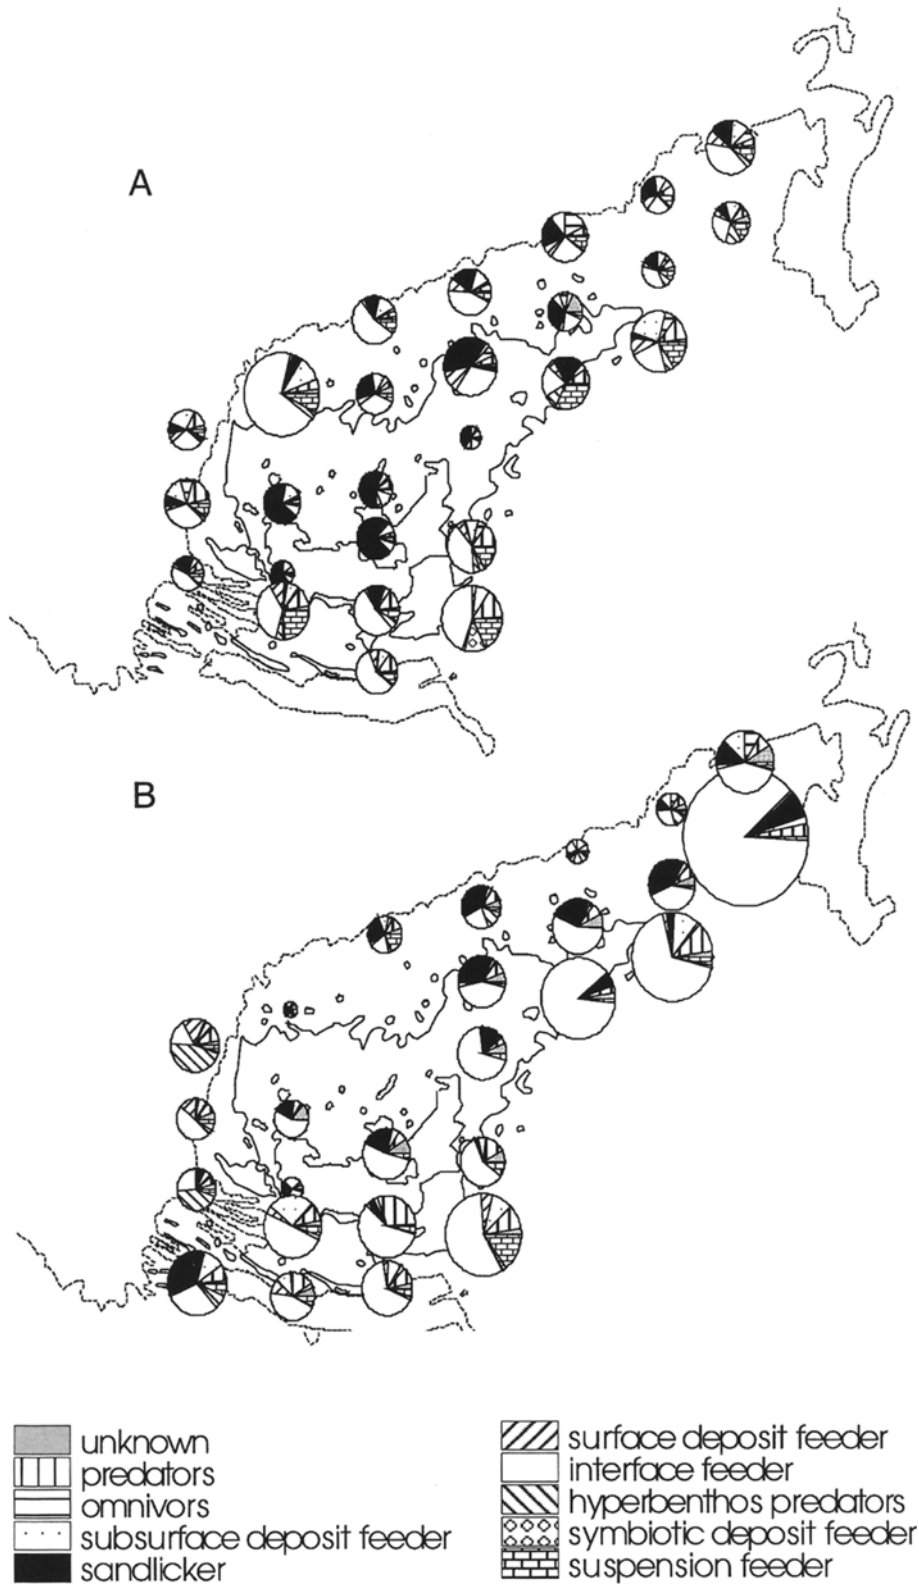 A
B
unknown
predators
omnivors
subsurface deposit feeder
sandlicker
surface deposit feeder
interface feeder
hyperbenthos predators
symbiotic deposit feeder
suspension feeder